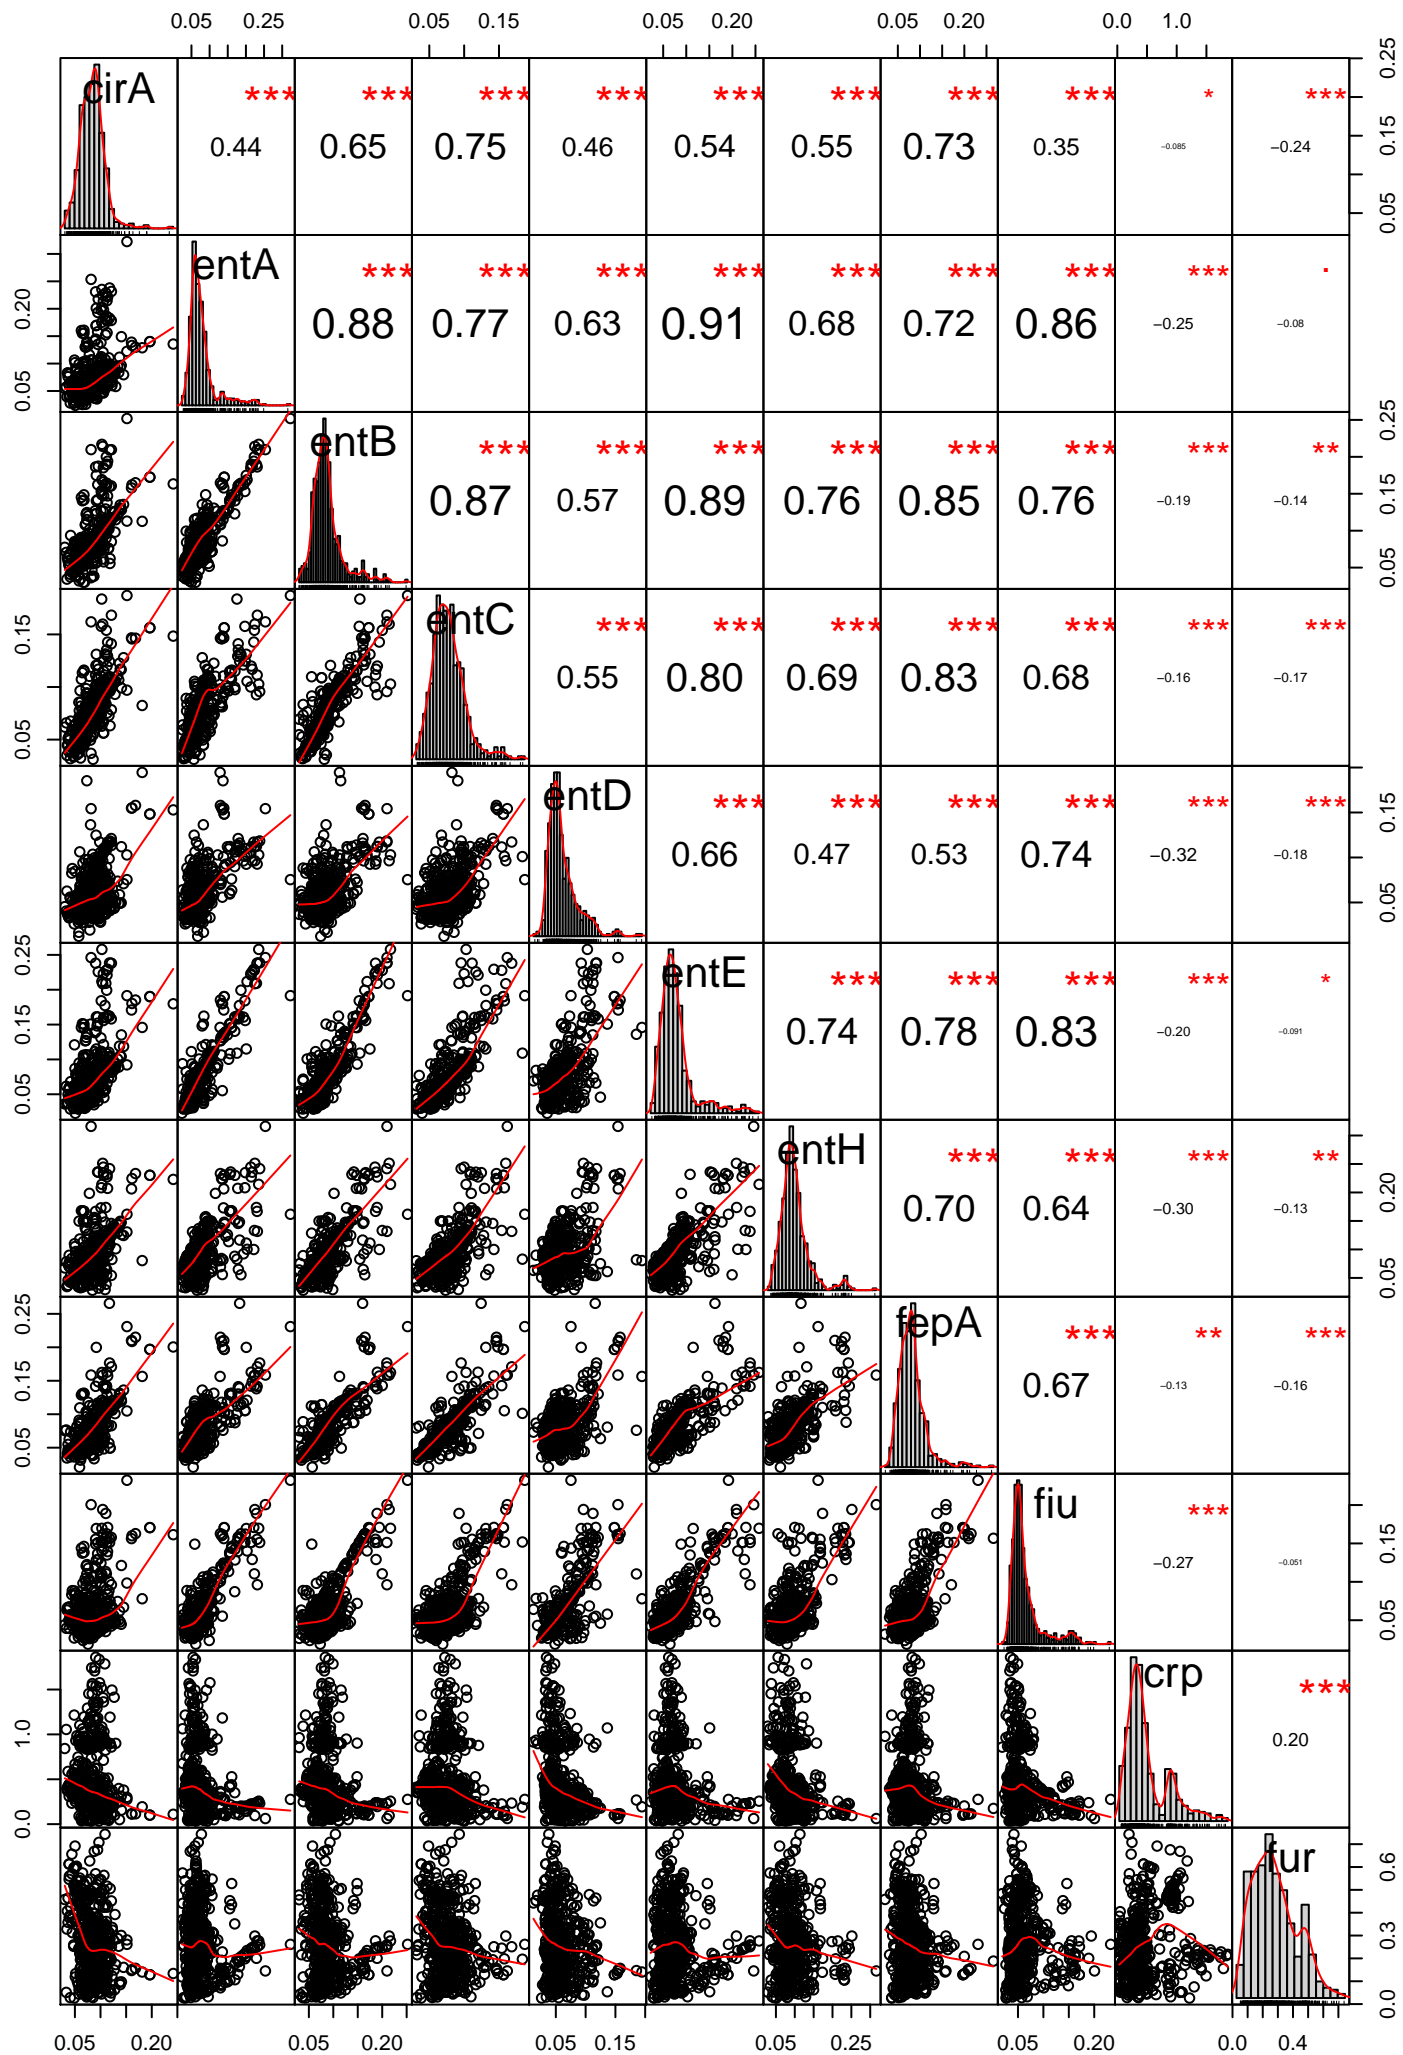 0.05 0.25 0.05 0.15 0.05 0.20 0.05 0.20 0.0 1.0
cirA *** *** *** *** *** *** *** *** * ***
0.44 0.65 0.75 0.46 0.54 0.55 0.73 0.35 −0.085 −0.24
0.05 0.15 0.25
entA *** *** *** *** *** *** *** *** .
0.88 0.77 0.63 0.91 0.68 0.72 0.86 −0.25 −0.08
0.05 0.20
entB *** *** *** *** *** *** *** **
0.87 0.57 0.89 0.76 0.85 0.76 −0.19 −0.14
0.05 0.15 0.25
entC *** *** *** *** *** *** ***
0.55 0.80 0.69 0.83 0.68 −0.16 −0.17
0.05 0.15
entD *** *** *** *** *** ***
0.66 0.47 0.53 0.74 −0.32 −0.18
0.05 0.15
entE *** *** *** *** *
0.74 0.78 0.83 −0.20 −0.091
0.05 0.15 0.25
entH *** *** *** **
0.70 0.64 −0.30 −0.13
0.05 0.20
fepA *** ** ***
0.67 −0.13 −0.16
0.05 0.15 0.25
fiu ***
−0.27 −0.051
0.05 0.15
crp ***
0.20
0.0 1.0
fur
0.0 0.3 0.6
0.05 0.20 0.05 0.20 0.05 0.15 0.05 0.25 0.05 0.20 0.0 0.4